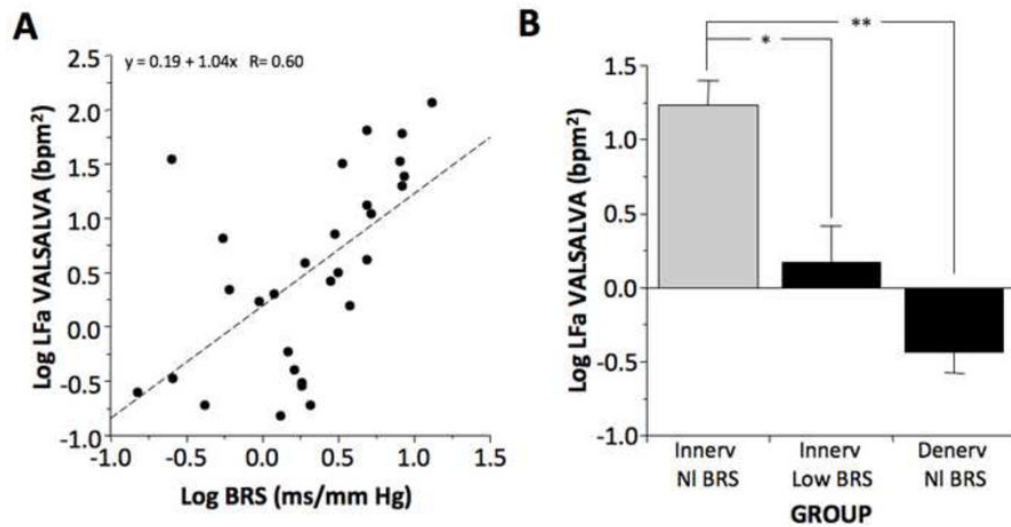 A
y = 0.19 + 1.04x R= 0.60
Log LFa VALSALVA (bpm²)
2.5
2.0
1.5
1.0
0.5
0.0
-0.5
-1.0
-1.0 -0.5 0.0 0.5 1.0 1.5
Log BRS (ms/mm Hg)
B
**
*
Log LFa VALSALVA (bpm²)
1.5
1.0
0.5
0.0
-0.5
-1.0
Innerv Innerv Denerv
Nl BRS Low BRS Nl BRS
GROUP